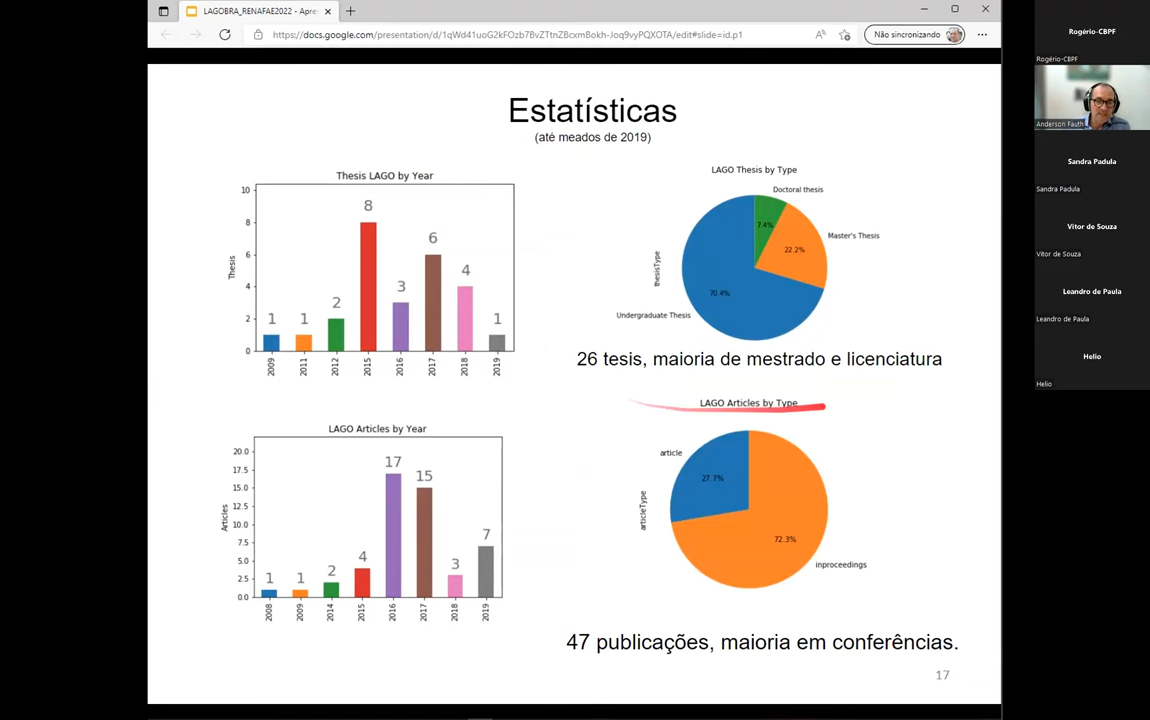 LAGOBRA_RENAFAE2022 - Apre
https://docs.google.com/presentation/d/1qWd41uoG2kFOzb7BvZTtnZBcxmBokh-Joq9vyPQXOTA/edit#slide=id.p1
Não sincronizando
Estatísticas
(até meados de 2019)
Thesis LAGO by Year
Thesis
10
8
6
4
2
0
1
1
2
8
3
6
4
1
2009
2011
2012
2015
2016
2017
2018
2019
LAGO Thesis by Type
thesisType
Doctoral thesis
7.4%
Master's Thesis
22.2%
70.4%
Undergraduate Thesis
26 tesis, maioria de mestrado e licenciatura
LAGO Articles by Year
Articles
20.0
17.5
15.0
12.5
10.0
7.5
5.0
2.5
0.0
1
1
2
4
17
15
3
7
2008
2009
2014
2015
2016
2017
2018
2019
LAGO Articles by Type
articleType
article
27.7%
72.3%
inproceedings
47 publicações, maioria em conferências.
17
Rogério-CBPF
Rogério-CBPF
Anderson Fauth
Sandra Padula
Sandra Padula
Vitor de Souza
Vitor de Souza
Leandro de Paula
Leandro de Paula
Helio
Helio